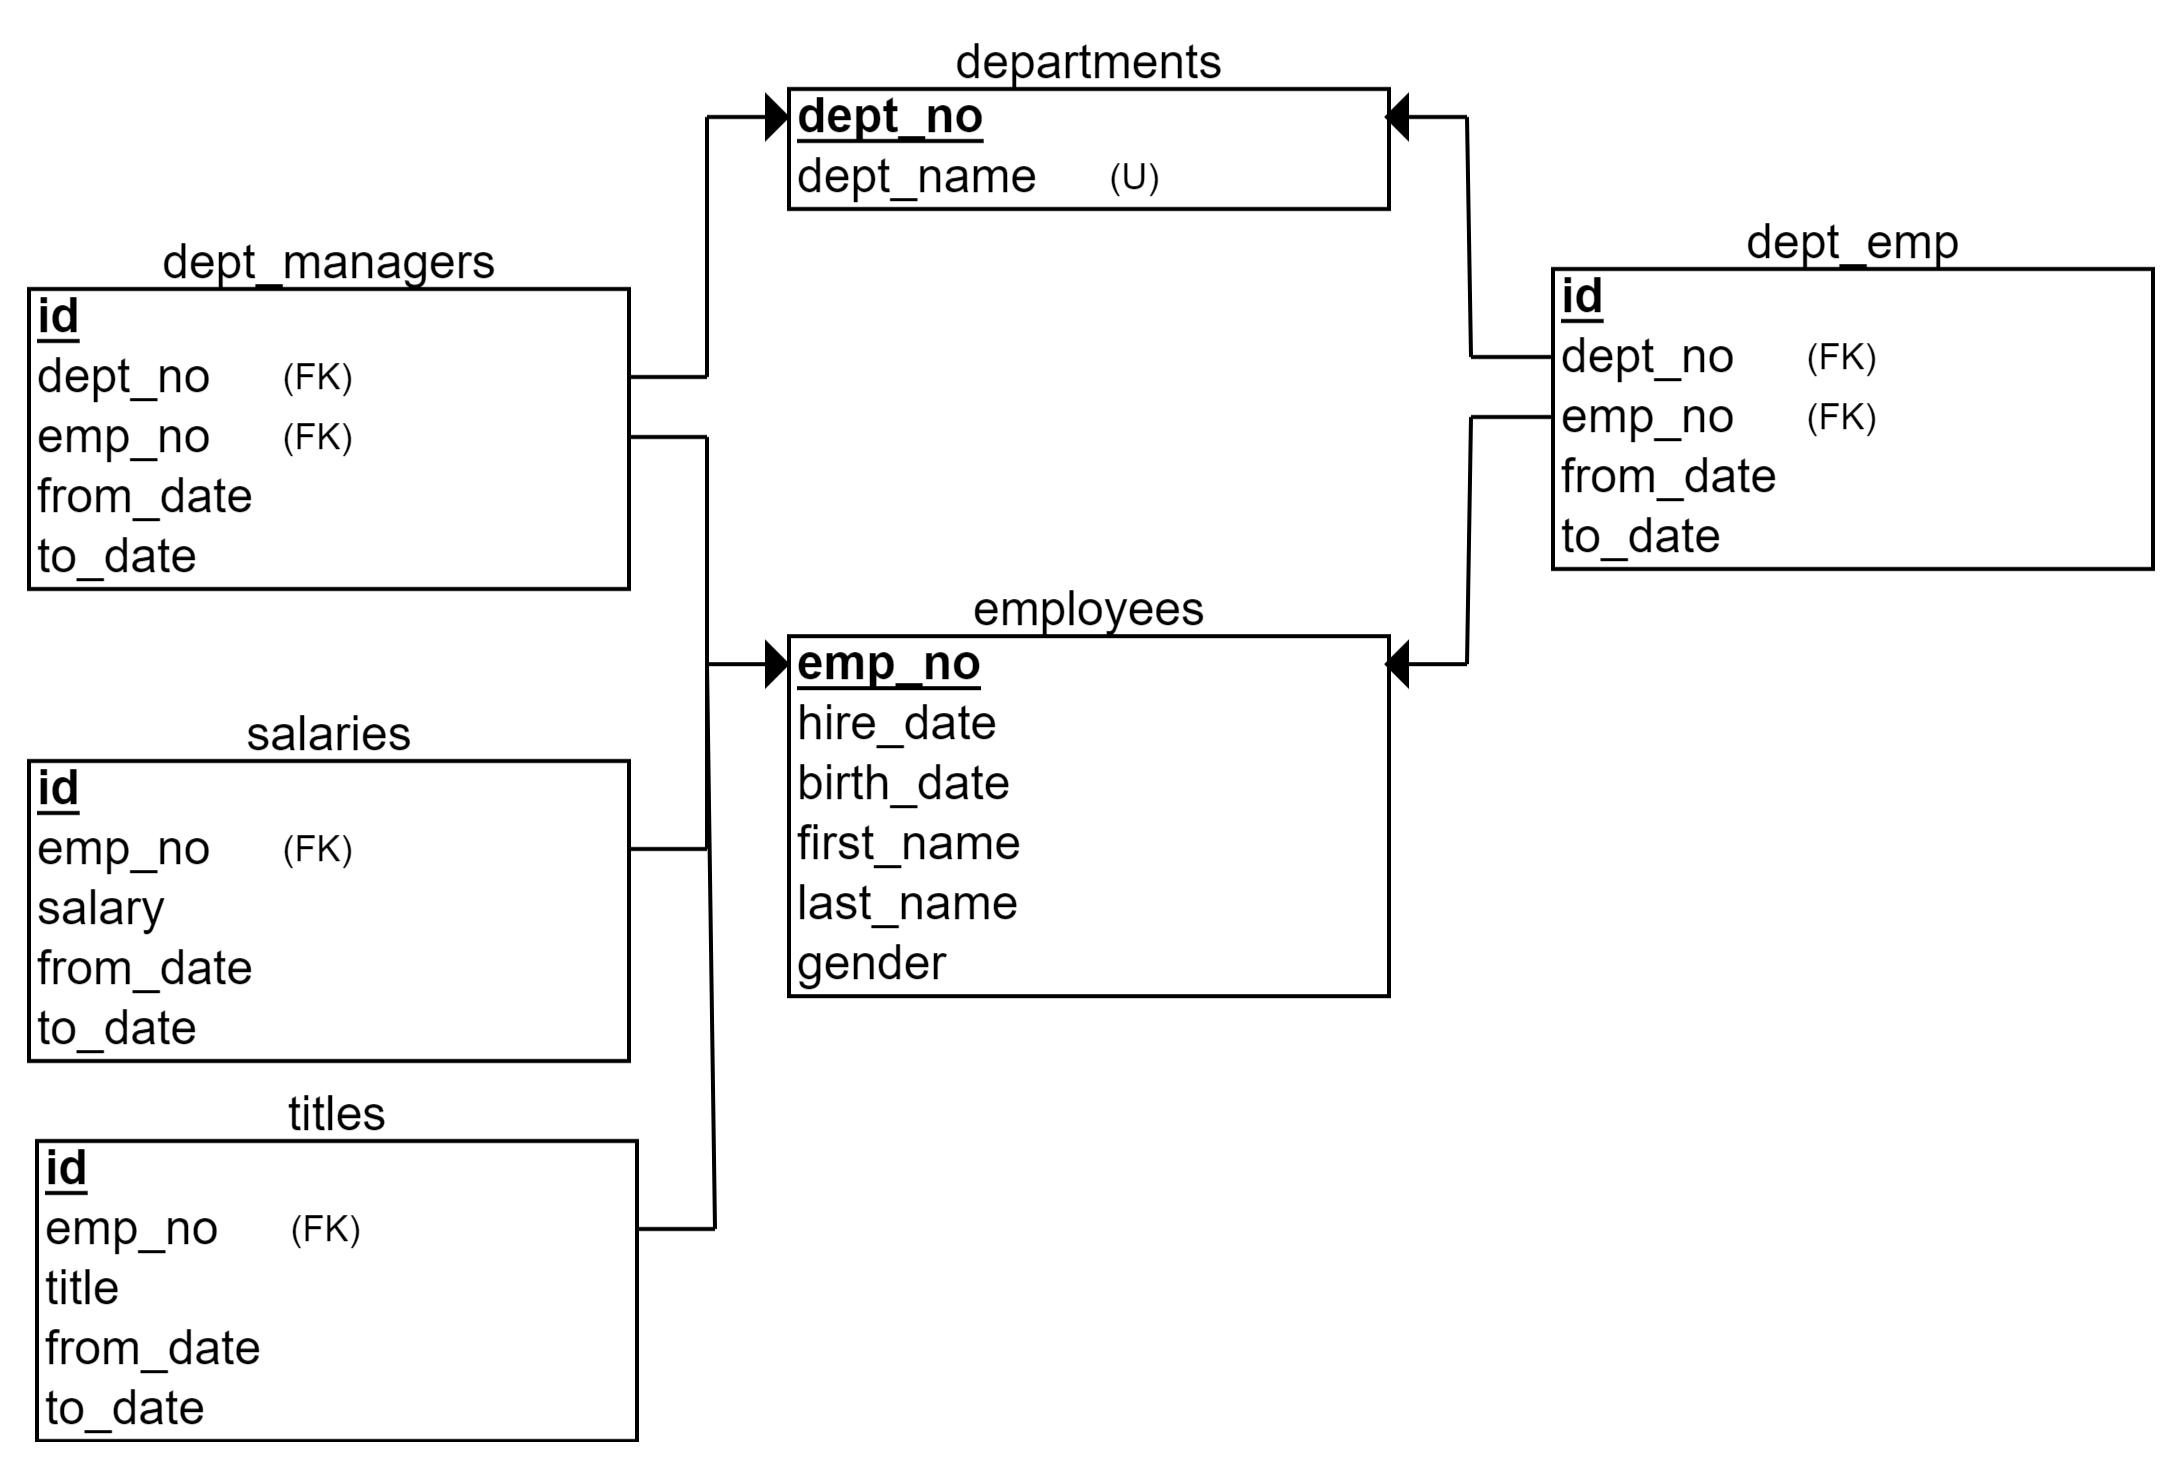 departments
dept_no
dept_name (U)
dept_managers
id
dept_no (FK)
emp_no (FK)
from_date
to_date
dept_emp
id
dept_no (FK)
emp_no (FK)
from_date
to_date
employees
emp_no
hire_date
birth_date
first_name
last_name
gender
salaries
id
emp_no (FK)
salary
from_date
to_date
titles
id
emp_no (FK)
title
from_date
to_date